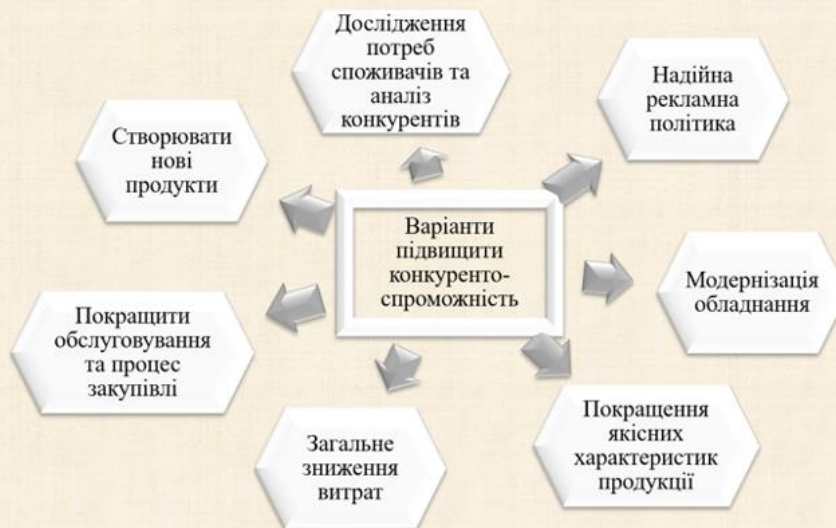 Дослідження
потреб
споживачів та
аналіз
конкурентів
Надійна
рекламна
політика
Створювати
нові
продукти
Варіанти
підвищити
конкуренто-
спроможність
Модернізація
обладнання
Покращити
обслуговування
та процес
закупівлі
Покращення
якісних
характеристик
продукції
Загальне
зниження
витрат